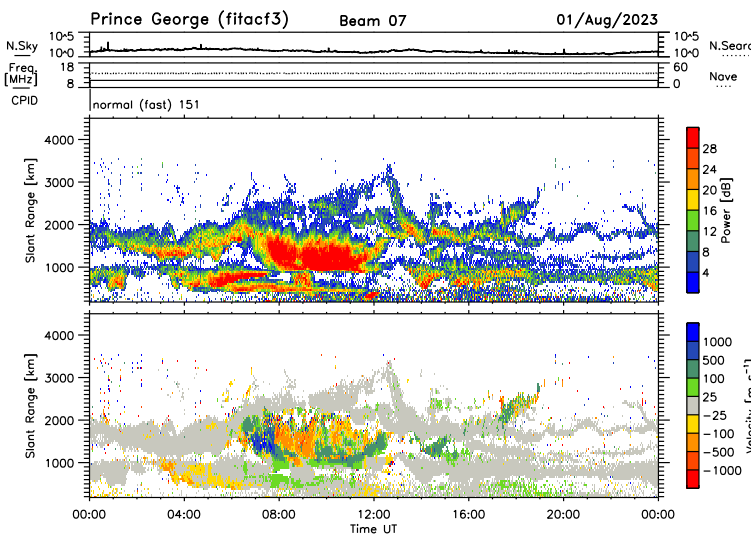 Prince George (fitacf3) Beam 07 01/Aug/2023
N.Sky 10^5 10^0 10^5 10^0 N.Sear
Freq [MHz] 18 8 60 0 Nave
CPID normal (fast) 151
Slant Range [km] 4000 3000 2000 1000
28 24 20 16 12 8 4 Power [dB]
Slant Range [km] 4000 3000 2000 1000
1000 500 100 25 -25 -100 -500 -1000 Velocity [m s^-1]
00:00 04:00 08:00 12:00 16:00 20:00 00:00
Time UT